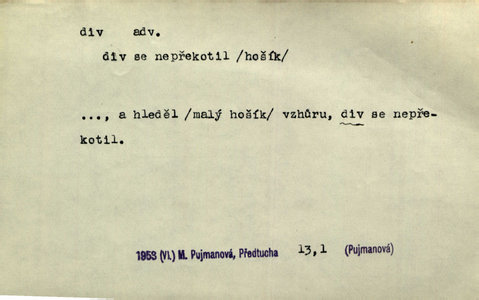 div adv.
div se nepřekotil /hošík/
..., a hleděl /malý hošík/ vzhůru, div se nepře-
kotil.
1953 (VI.) M. Pujmanová, Předtucha 13,1 (Pujmanová)